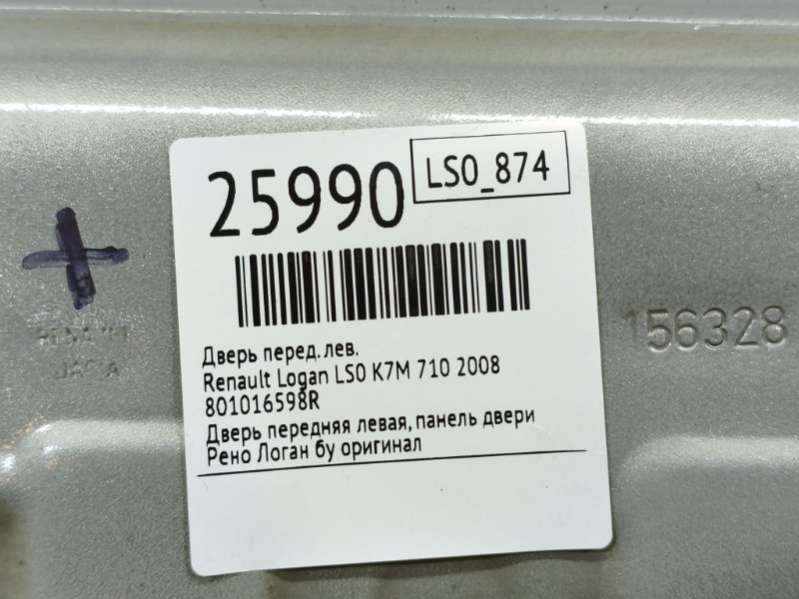 25990
LS0_874
156328
Дверь перед. лев.
Renault Logan LS0 K7M 710 2008
801016598R
Дверь передняя левая, панель двери
Рено Логан бу оригинал